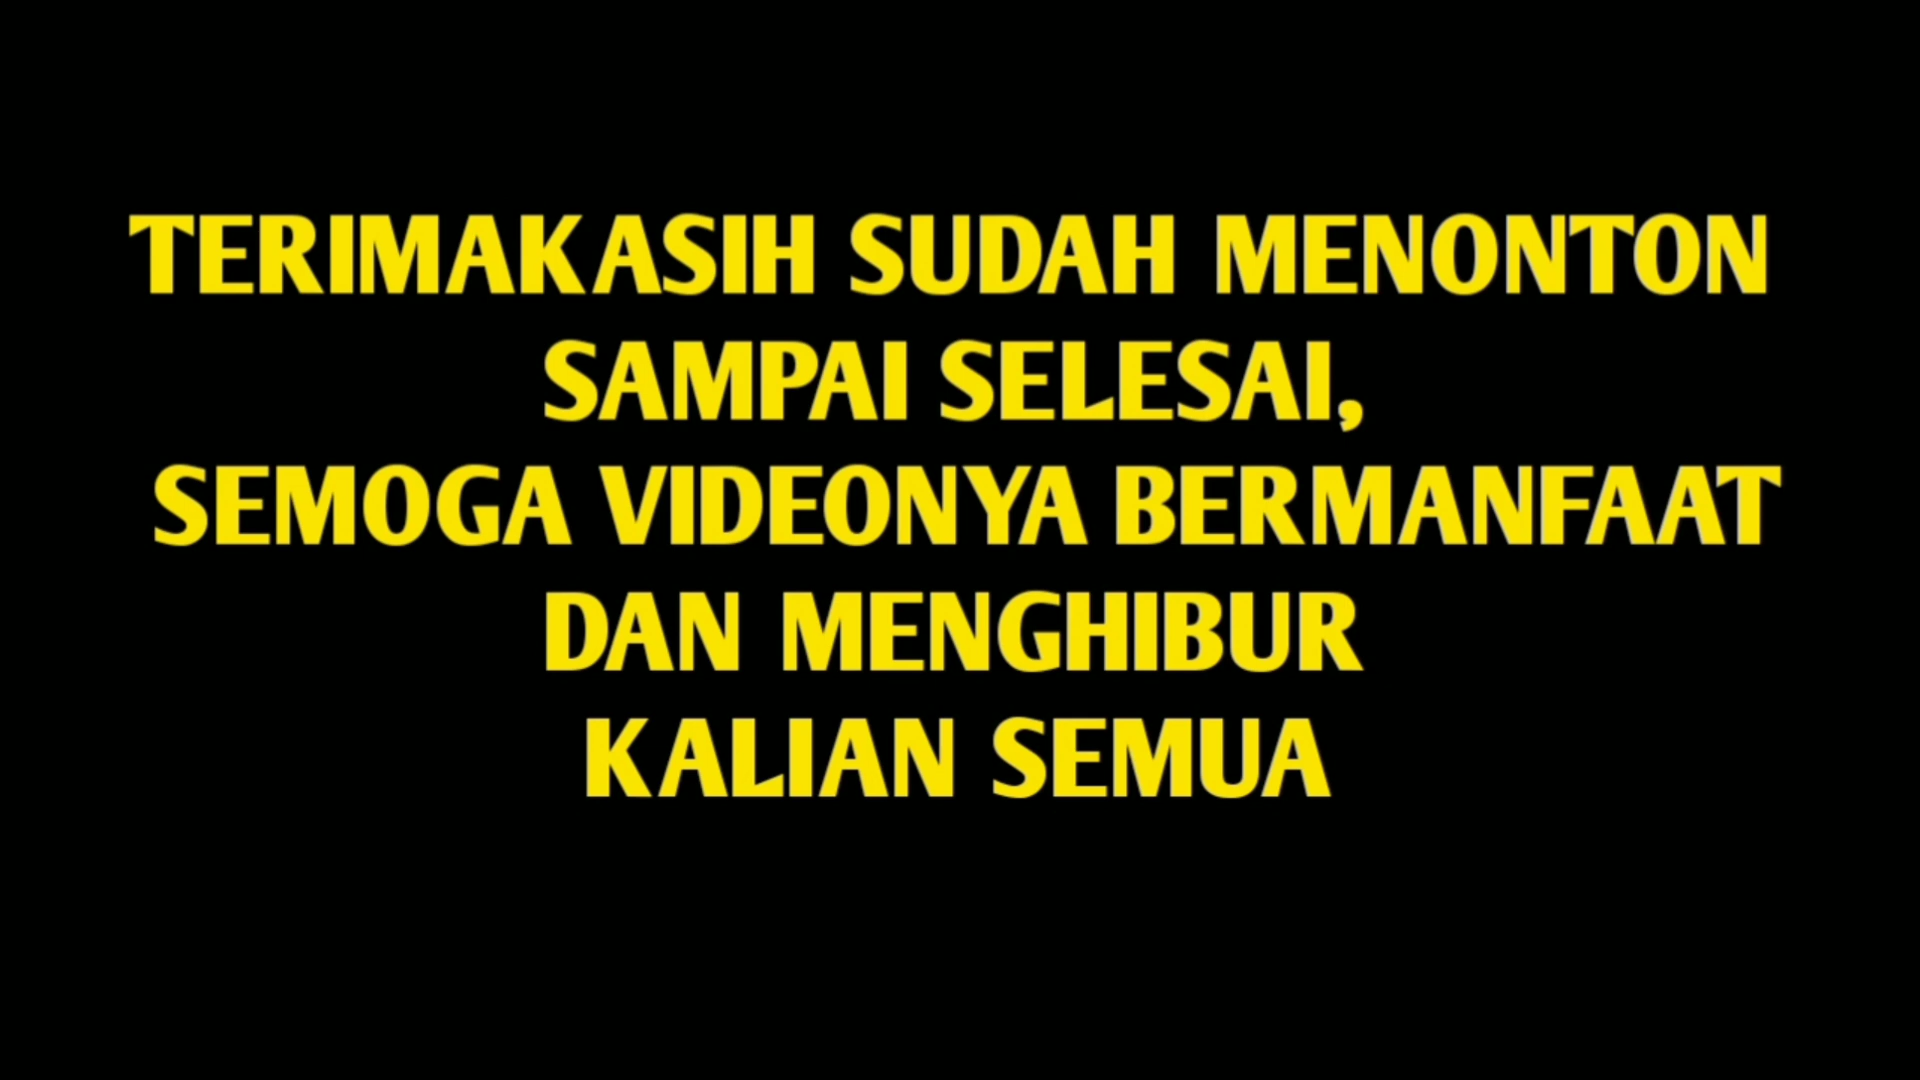 TERIMAKASIH SUDAH MENONTON
SAMPAI SELESAI,
SEMOGA VIDEONYA BERMANFAAT
DAN MENGHIBUR
KALIAN SEMUA